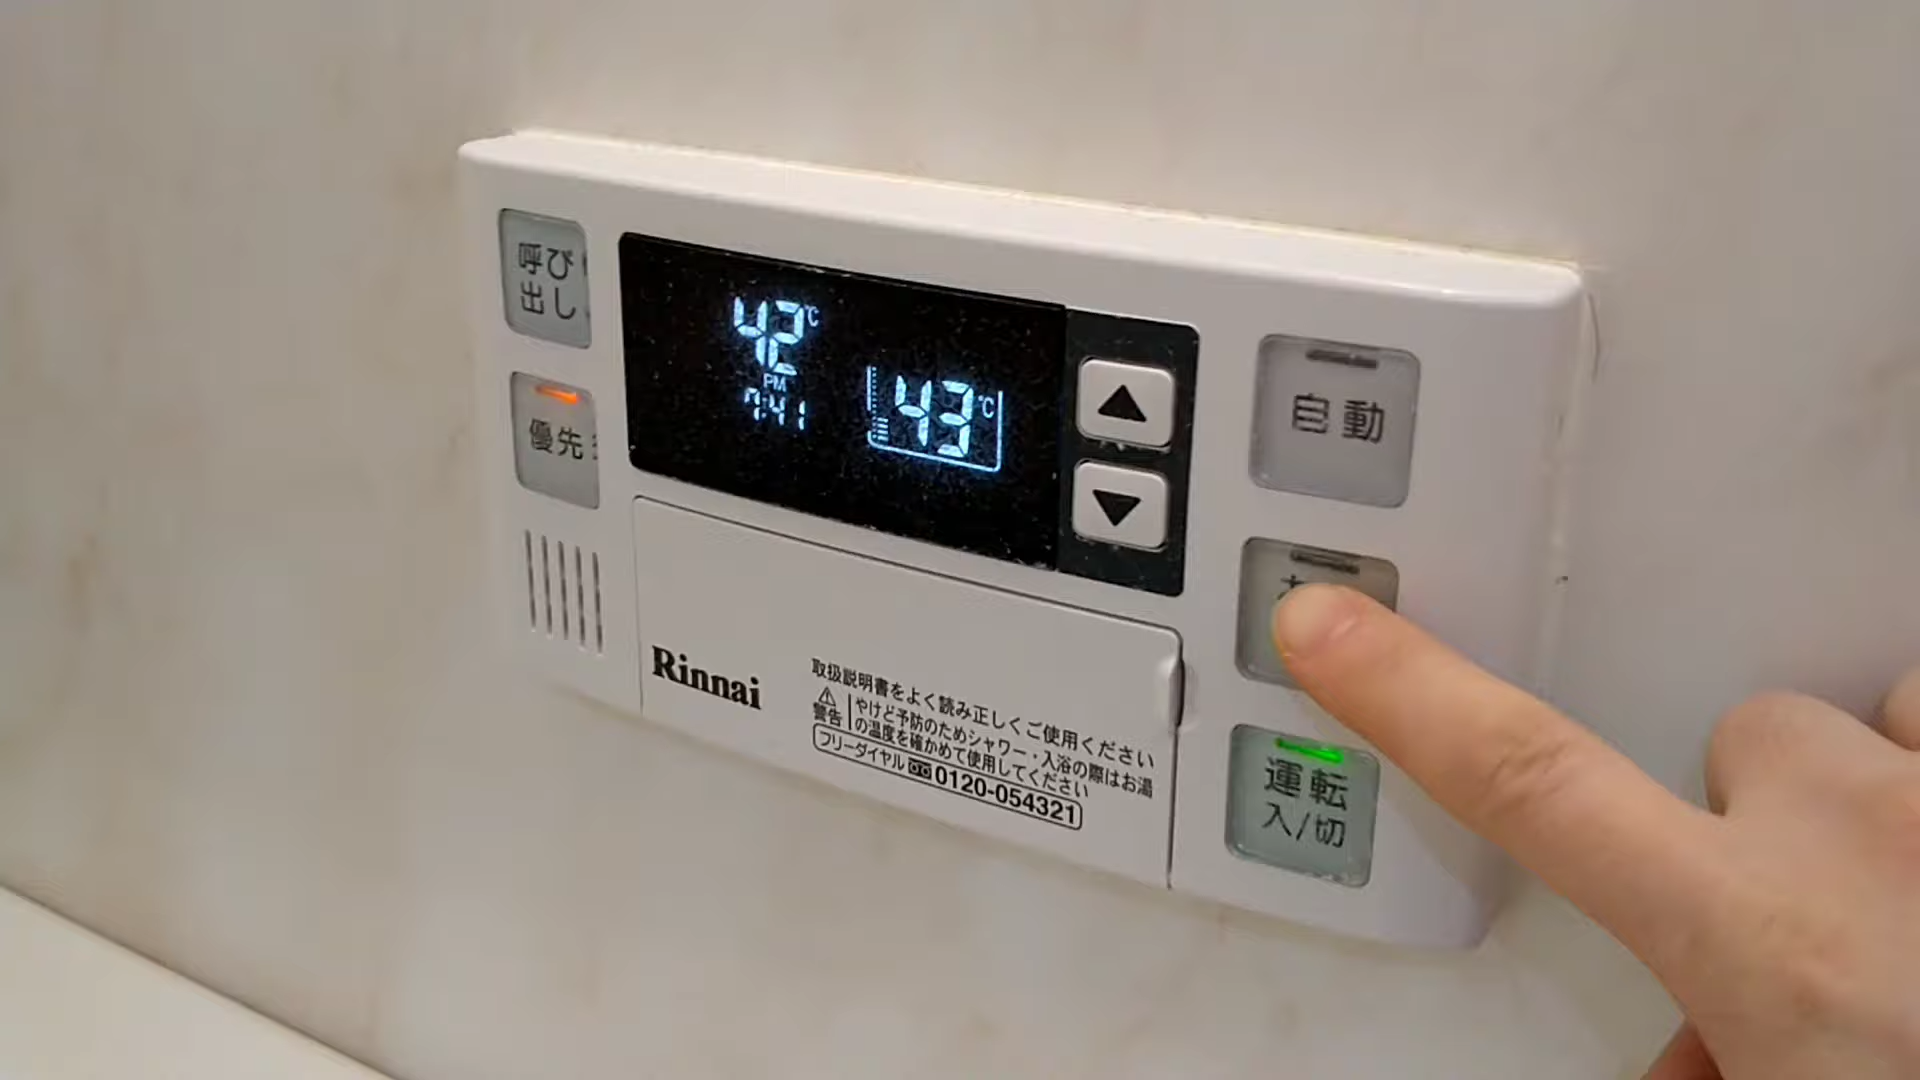 呼び
出し
優先
42℃
PM
7:41
43℃
自動
運転
入/切
Rinnai
取扱説明書をよく読み正しくご使用ください
警告
やけど予防のためシャワー・入浴の際はお湯
の温度を確かめて使用してください
フリーダイヤル 0120-054321